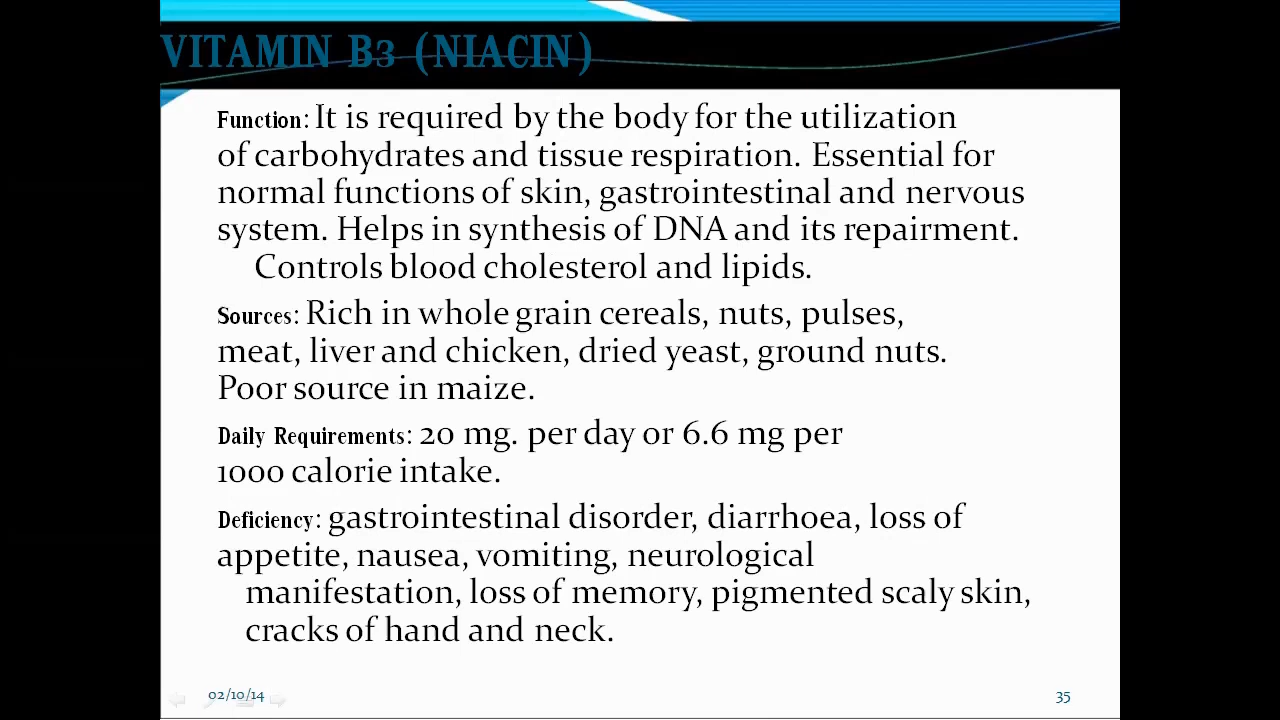 VITAMIN B3 (NIACIN)
Function: It is required by the body for the utilization
of carbohydrates and tissue respiration. Essential for
normal functions of skin, gastrointestinal and nervous
system. Helps in synthesis of DNA and its repairment.
Controls blood cholesterol and lipids.
Sources: Rich in whole grain cereals, nuts, pulses,
meat, liver and chicken, dried yeast, ground nuts.
Poor source in maize.
Daily Requirements: 20 mg. per day or 6.6 mg per
1000 calorie intake.
Deficiency: gastrointestinal disorder, diarrhoea, loss of
appetite, nausea, vomiting, neurological
manifestation, loss of memory, pigmented scaly skin,
cracks of hand and neck.
02/10/14
35